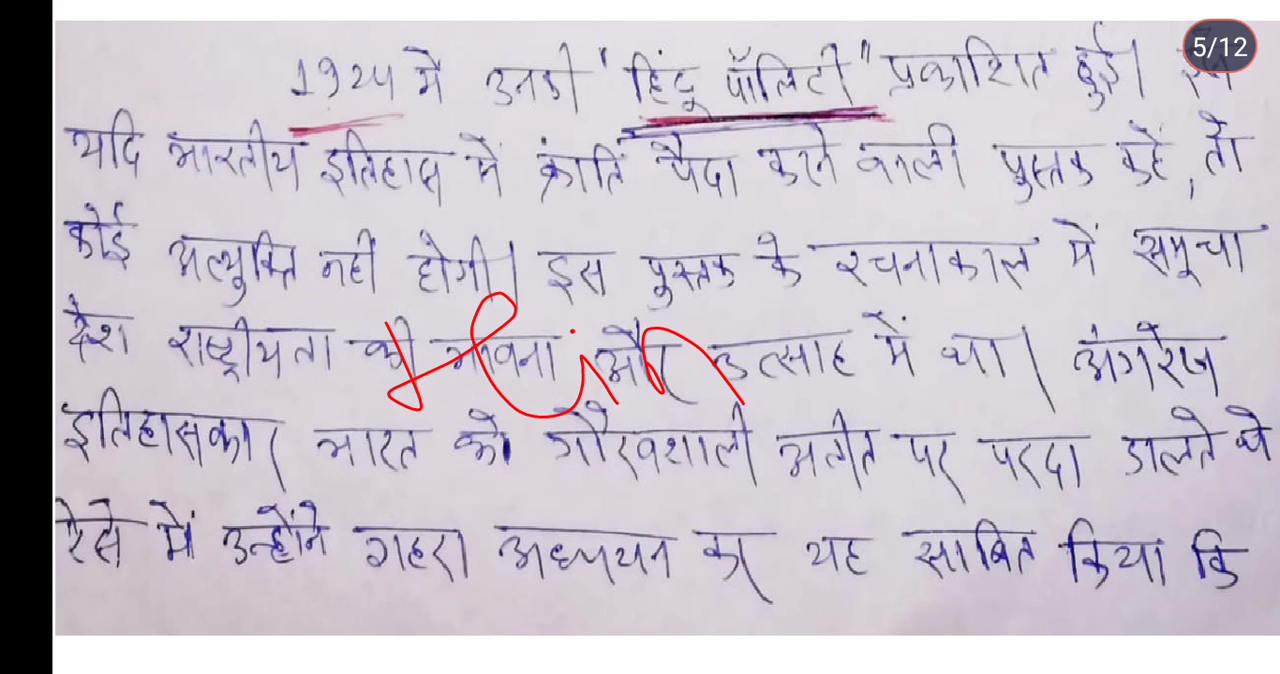 5/12
1924 में उनकी "हिंदू पॉलिटी" प्रकाशित हुई।
यदि भारतीय इतिहास में क्रांति पैदा करने वाली पुस्तक कहें, तो
कोई अत्युक्ति नहीं होगी। इस पुस्तक के रचनाकाल में समूचा
देश राष्ट्रीयता की भावना और उत्साह में था। अंगरेज
इतिहासकार भारत के गौरवशाली अतीत पर परदा डालते थे
ऐसे में उन्होंने गहरा अध्ययन कर यह साबित किया कि